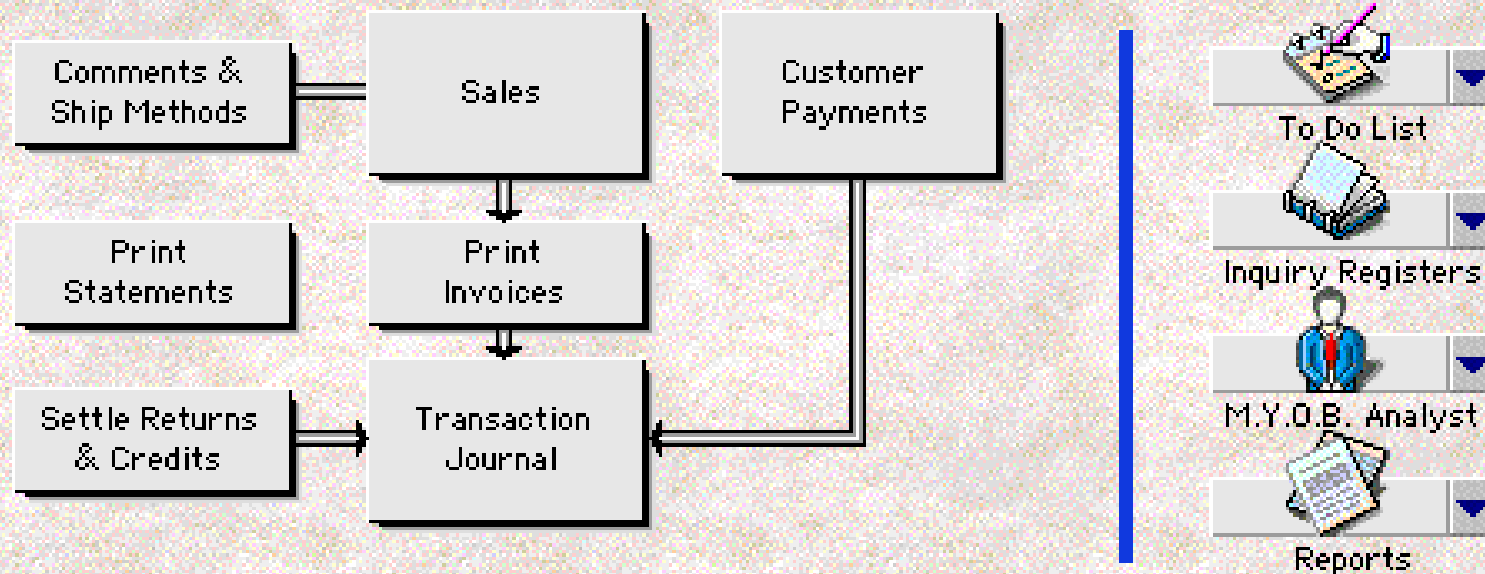 Comments &
Ship Methods
Sales
Customer
Payments
Print
Statements
Print
Invoices
Settle Returns
& Credits
Transaction
Journal
To Do List
Inquiry Registers
M.Y.O.B. Analyst
Reports